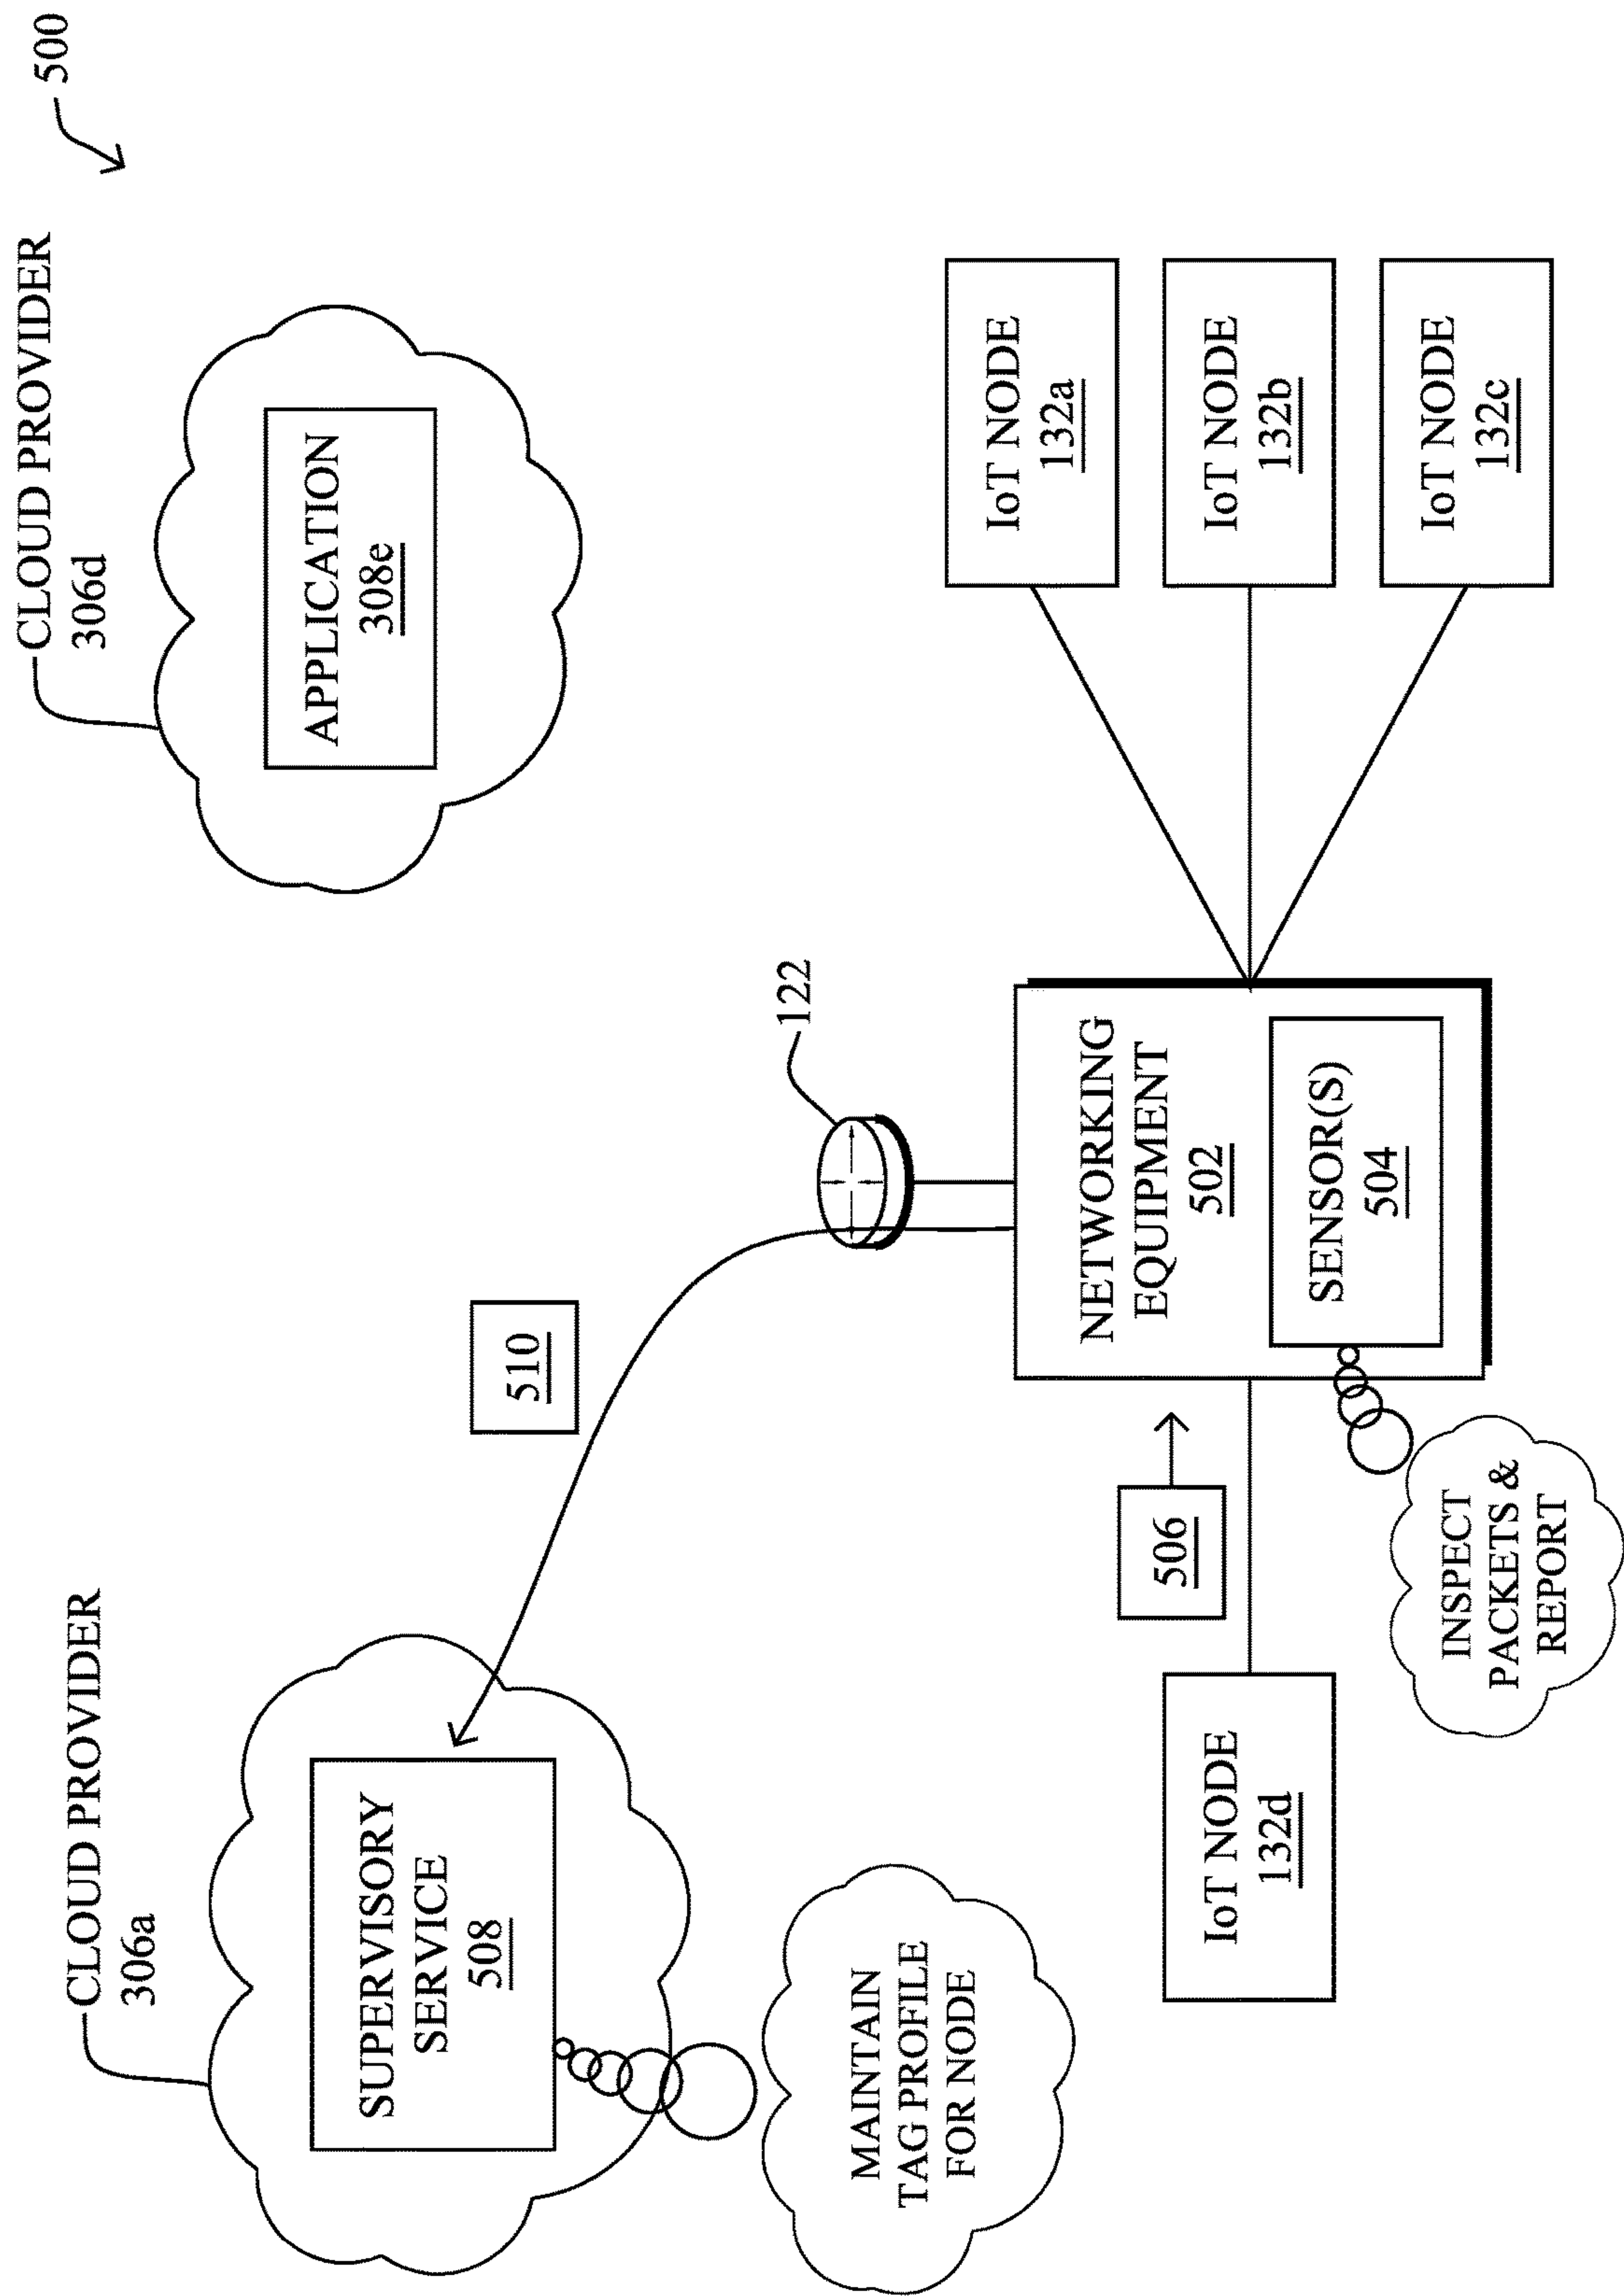 500
CLOUD PROVIDER
306a
CLOUD PROVIDER
306d
SUPERVISORY
SERVICE
508
APPLICATION
308e
510
122
MAINTAIN
TAG PROFILE
FOR NODE
NETWORKING
EQUIPMENT
502
SENSOR(S)
504
506
IoT NODE
132d
IoT NODE
132a
IoT NODE
132b
IoT NODE
132c
INSPECT
PACKETS &
REPORT